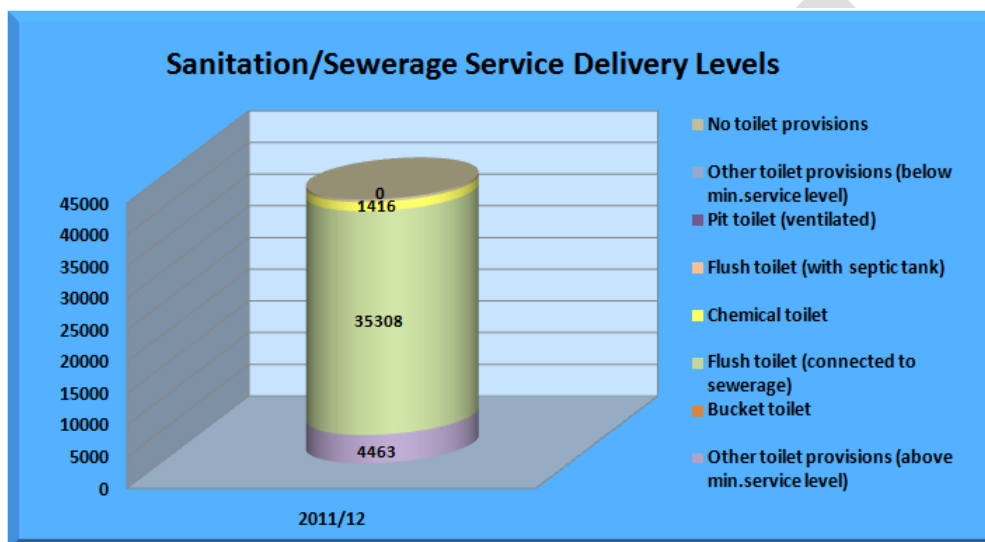 Sanitation/Sewerage Service Delivery Levels
45000
40000
35000
30000
25000
20000
15000
10000
5000
0
0
1416
35308
4463
2011/12
No toilet provisions
Other toilet provisions (below
min.service level)
Pit toilet (ventilated)
Flush toilet (with septic tank)
Chemical toilet
Flush toilet (connected to
sewerage)
Bucket toilet
Other toilet provisions (above
min.service level)